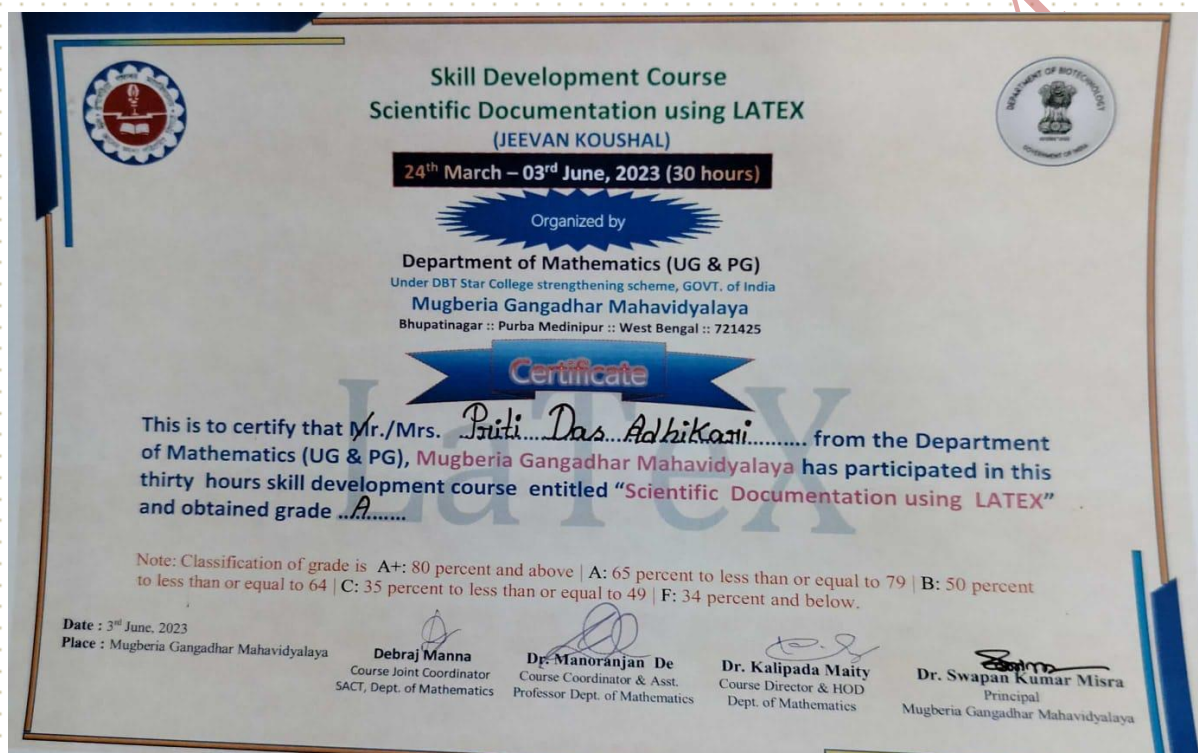 Skill Development Course
Scientific Documentation using LATEX
(JEEVAN KOUSHAL)
24th March – 03rd June, 2023 (30 hours)
Organized by
Department of Mathematics (UG & PG)
Under DBT Star College strengthening scheme, GOVT. of India
Mugberia Gangadhar Mahavidyalaya
Bhupatinagar :: Purba Medinipur :: West Bengal :: 721425
Certificate
LaTeX
This is to certify that Mr./Mrs. Priti Das Adhikari from the Department
of Mathematics (UG & PG), Mugberia Gangadhar Mahavidyalaya has participated in this
thirty hours skill development course entitled “Scientific Documentation using LATEX”
and obtained grade ..A......
Note: Classification of grade is A+: 80 percent and above | A: 65 percent to less than or equal to 79 | B: 50 percent
to less than or equal to 64 | C: 35 percent to less than or equal to 49 | F: 34 percent and below.
Date : 3rd June, 2023
Place : Mugberia Gangadhar Mahavidyalaya
Debraj Manna
Course Joint Coordinator
SACT, Dept. of Mathematics
Dr. Manoranjan De
Course Coordinator & Asst.
Professor Dept. of Mathematics
Dr. Kalipada Maity
Course Director & HOD
Dept. of Mathematics
Dr. Swapan Kumar Misra
Principal
Mugberia Gangadhar Mahavidyalaya
DEPARTMENT OF BIOTECHNOLOGY
GOVERNMENT OF INDIA